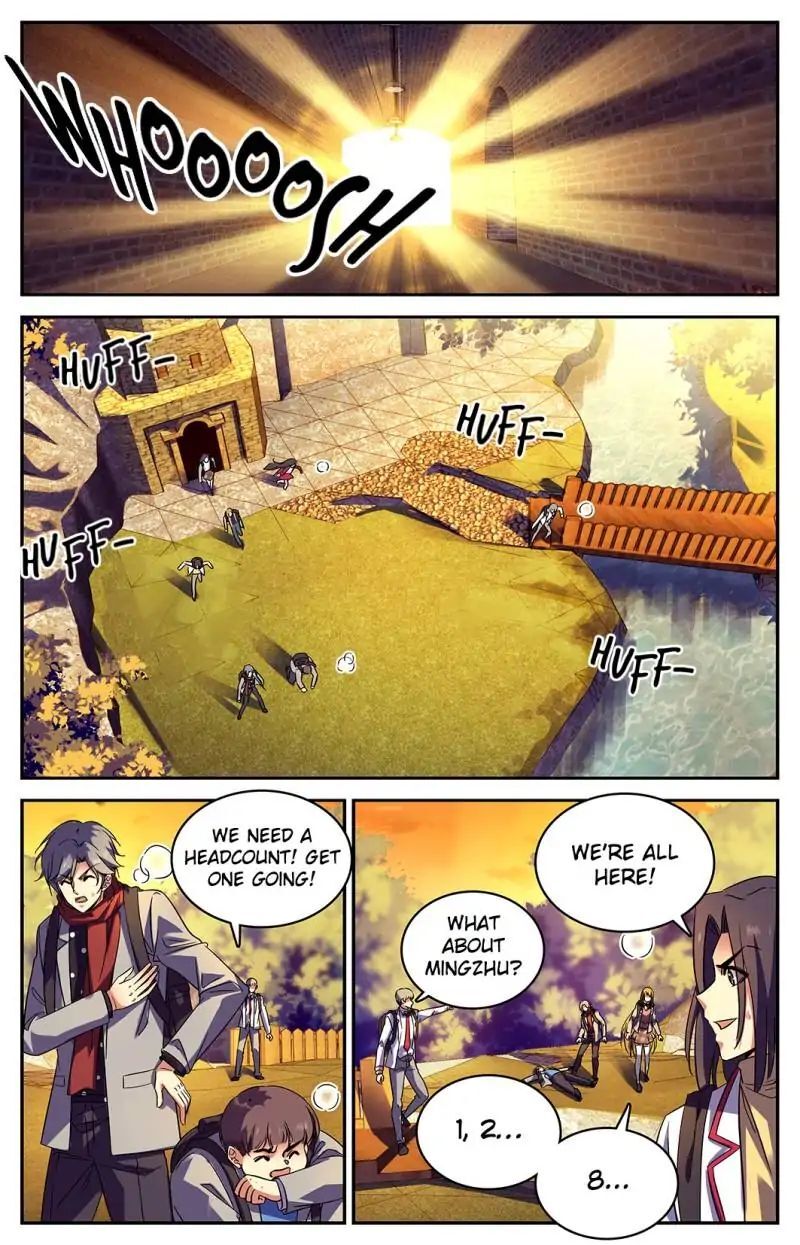 WHOOOOOSH
HUFF-
HUFF-
HUFF-
HUFF-
WE NEED A
HEADCOUNT! GET
ONE GOING!
WHAT
ABOUT
MINGZHU?
1, 2...
8...
WE'RE ALL
HERE!